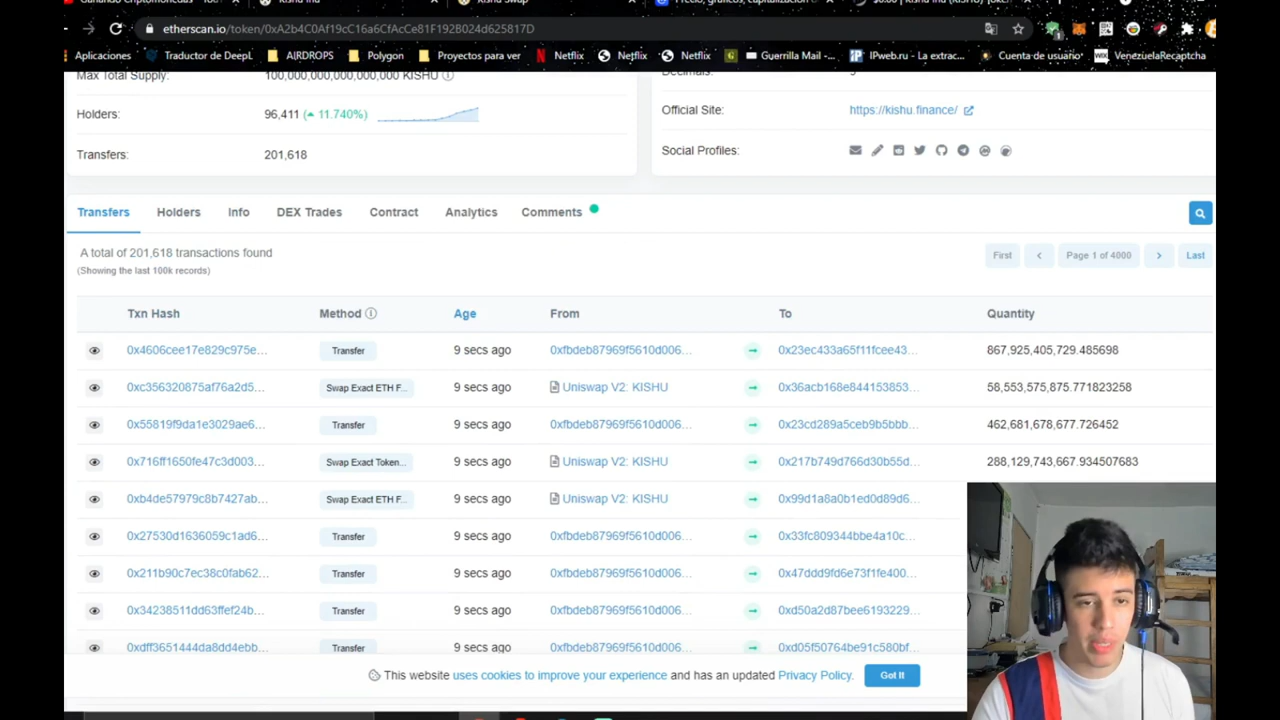 Kishu Swap
etherscan.io/token/0xA2b4C0Af19cC16a6CfAcCe81F192B024d625817D
Aplicaciones Traductor de DeepL AIRDROPS Polygon Proyectos para ver Netflix Netflix Netflix Guerrilla Mail -... IPweb.ru - La extrac... Cuenta de usuario VenezuelaRecaptcha
Max Total Supply: 100,000,000,000,000,000 KISHU
Decimals: 9
Holders: 96,411 (11.740%)
Official Site: https://kishu.finance/
Transfers: 201,618
Social Profiles:
Transfers Holders Info DEX Trades Contract Analytics Comments
A total of 201,618 transactions found
(Showing the last 100k records)
First < Page 1 of 4000 > Last
Txn Hash Method Age From To Quantity
0x4606cee17e829c975e... Transfer 9 secs ago 0xfbdeb87969f5610d006... 0x23ec433a65f11fcee43... 867,925,405,729.485698
0xc356320875af76a2d5... Swap Exact ETH F... 9 secs ago Uniswap V2: KISHU 0x36acb168e844153853... 58,553,575,875.771823258
0x55819f9da1e3029ae6... Transfer 9 secs ago 0xfbdeb87969f5610d006... 0x23cd289a5ceb9b5bbb... 462,681,678,677.726452
0x716ff1650fe47c3d003... Swap Exact Token... 9 secs ago Uniswap V2: KISHU 0x217b749d766d30b55d... 288,129,743,667.934507683
0xb4de57979c8b7427ab... Swap Exact ETH F... 9 secs ago Uniswap V2: KISHU 0x99d1a8a0b1ed0d89d6...
0x27530d1636059c1ad6... Transfer 9 secs ago 0xfbdeb87969f5610d006... 0x33fc809344bbe4a10c...
0x211b90c7ec38c0fab62... Transfer 9 secs ago 0xfbdeb87969f5610d006... 0x47ddd9fd6e73f1fe400...
0x34238511dd63ffef24b... Transfer 9 secs ago 0xfbdeb87969f5610d006... 0xd50a2d87bee6193229...
0xdff3651444da8dd4ebb... Transfer 9 secs ago 0xfbdeb87969f5610d006... 0xd05f50764be91c580bf...
This website uses cookies to improve your experience and has an updated Privacy Policy. Got It